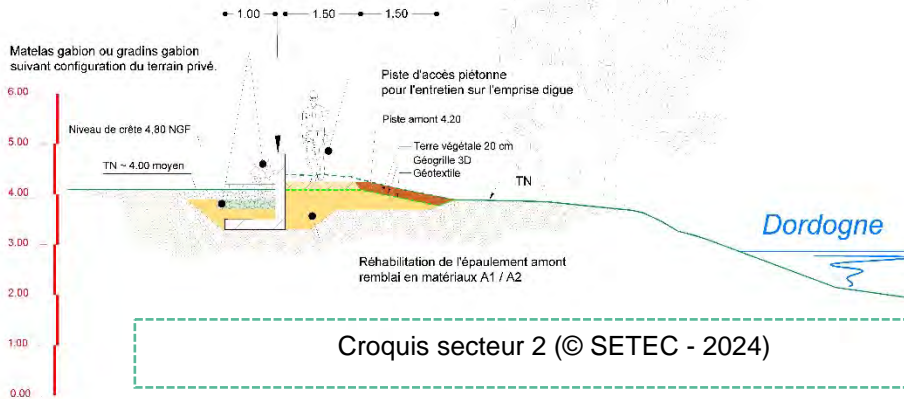 1.00 1.50 1.50
Matelas gabion ou gradins gabion
suivant configuration du terrain privé.
Piste d'accès piétonne
pour l'entretien sur l'emprise digue
6.00
Niveau de crête 4,80 NGF
Piste amont 4.20
5.00
Terre végétale 20 cm
Géogrille 3D
Géotextile
TN ~ 4.00 moyen
TN
4.00
Dordogne
3.00
Réhabilitation de l'épaulement amont
remblai en matériaux A1 / A2
2.00
Croquis secteur 2 (© SETEC - 2024)
1.00
0.00